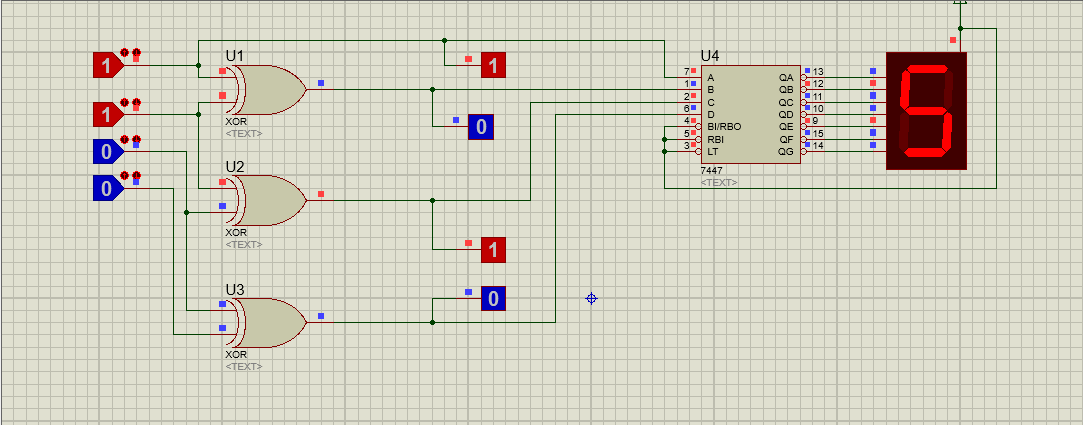 1
1
0
0
U1
XOR
<TEXT>
U2
XOR
<TEXT>
U3
XOR
<TEXT>
1
0
1
0
U4
7 A QA 13
1 B QB 12
2 C QC 11
6 D QD 10
4 BI/RBO QE 9
5 RBI QF 15
3 LT QG 14
7447
<TEXT>
5